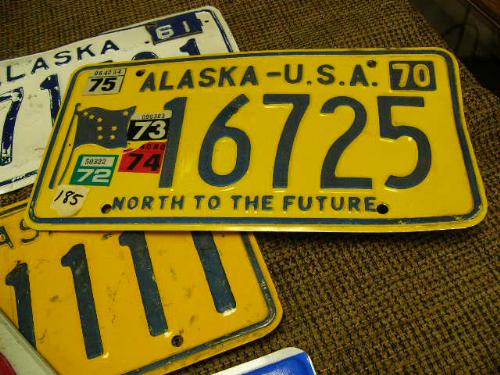 ALASKA 61
ALASKA-U.S.A. 70
75
16725
73
74
72
185
NORTH TO THE FUTURE
1111